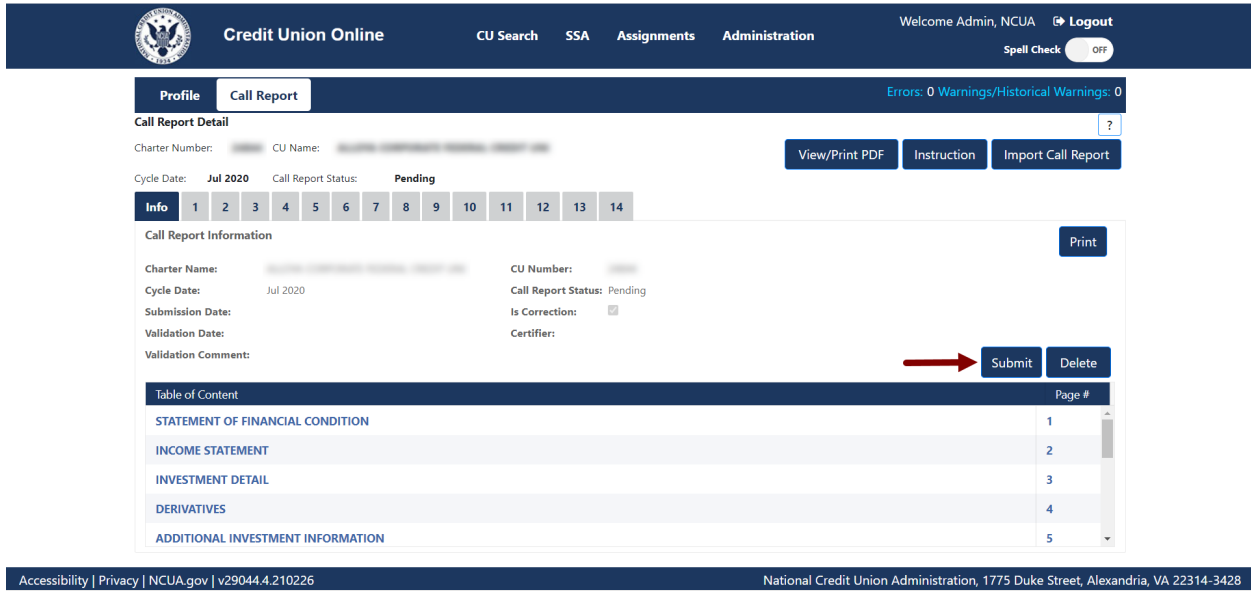 Credit Union Online CU Search SSA Assignments Administration Welcome Admin, NCUA Logout
Spell Check OFF
Profile Call Report Errors: 0 Warnings/Historical Warnings: 0
Call Report Detail ?
Charter Number: CU Name: View/Print PDF Instruction Import Call Report
Cycle Date: Jul 2020 Call Report Status: Pending
Info 1 2 3 4 5 6 7 8 9 10 11 12 13 14
Call Report Information Print
Charter Name: CU Number:
Cycle Date: Jul 2020 Call Report Status: Pending
Submission Date: Is Correction:
Validation Date: Certifier:
Validation Comment: Submit Delete
Table of Content Page #
STATEMENT OF FINANCIAL CONDITION 1
INCOME STATEMENT 2
INVESTMENT DETAIL 3
DERIVATIVES 4
ADDITIONAL INVESTMENT INFORMATION 5
Accessibility | Privacy | NCUA.gov | v29044.4.210226 National Credit Union Administration, 1775 Duke Street, Alexandria, VA 22314-3428